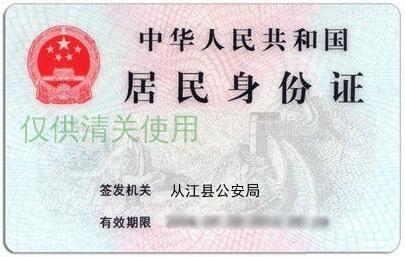 中华人民共和国
居民身份证
仅供清关使用
签发机关 从江县公安局
有效期限